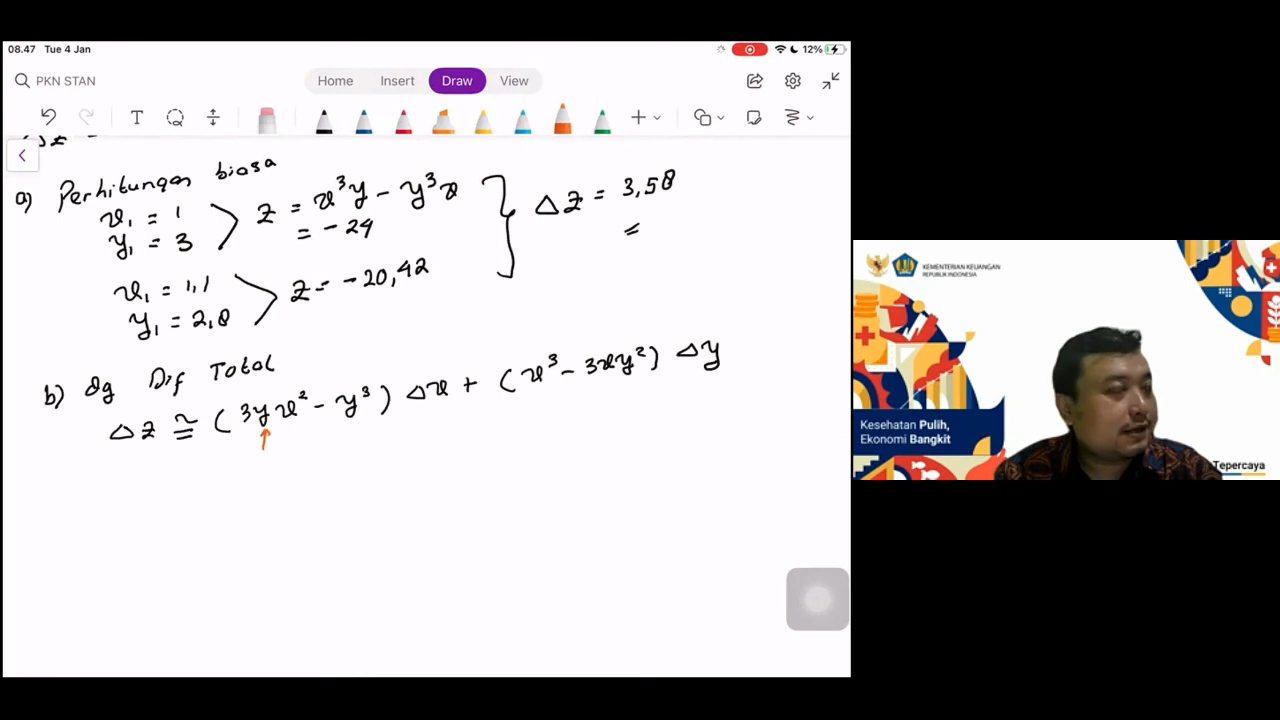 08.47 Tue 4 Jan
12%
PKN STAN
Home Insert Draw View
a) Perhitungan biasa
x₁ = 1
y₁ = 3
z = x³y - y³x
= -24
Δz = 3,58
x₁ = 1,1
y₁ = 2,8
z = -20,42
b) dg Dif Total
Δz ≅ (3yx² - y³) Δx + (x³ - 3xy²) Δy
KEMENTERIAN KEUANGAN
REPUBLIK INDONESIA
Kesehatan Pulih,
Ekonomi Bangkit
Tepercaya